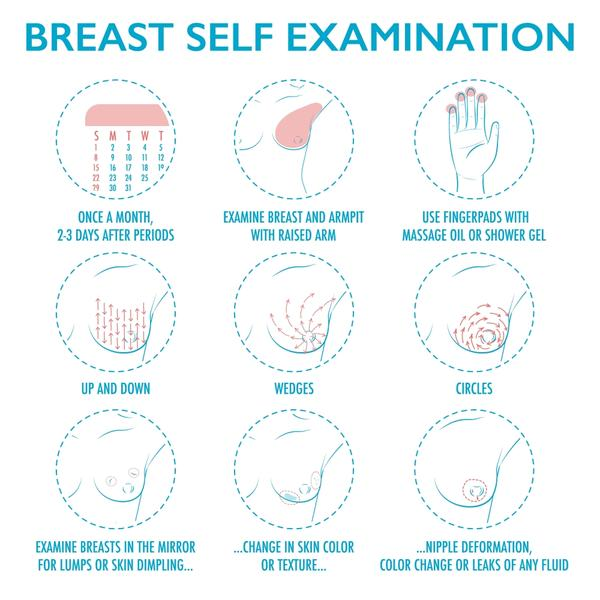 BREAST SELF EXAMINATION
S M T W T
1 2 3 4 5
8 9 10 11 12
15 16 17 18 19
22 23 24 25
29 30 31
ONCE A MONTH,
2-3 DAYS AFTER PERIODS
EXAMINE BREAST AND ARMPIT
WITH RAISED ARM
USE FINGERPADS WITH
MASSAGE OIL OR SHOWER GEL
UP AND DOWN
WEDGES
CIRCLES
EXAMINE BREASTS IN THE MIRROR
FOR LUMPS OR SKIN DIMPLING...
...CHANGE IN SKIN COLOR
OR TEXTURE...
...NIPPLE DEFORMATION,
COLOR CHANGE OR LEAKS OF ANY FLUID